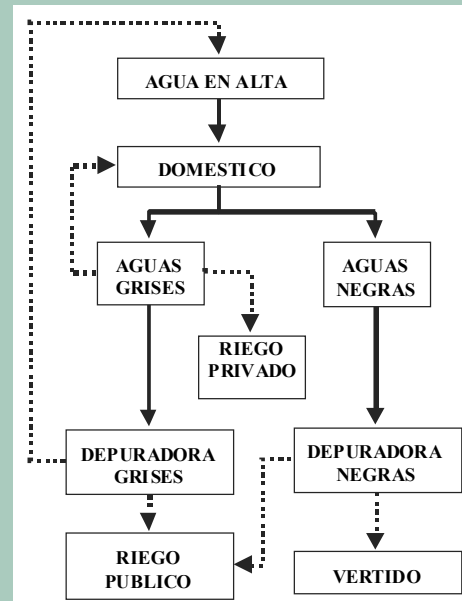 AGUA EN ALTA
DOMESTICO
AGUAS
GRISES
AGUAS
NEGRAS
RIEGO
PRIVADO
DEPURADORA
GRISES
DEPURADORA
NEGRAS
RIEGO
PUBLICO
VERTIDO